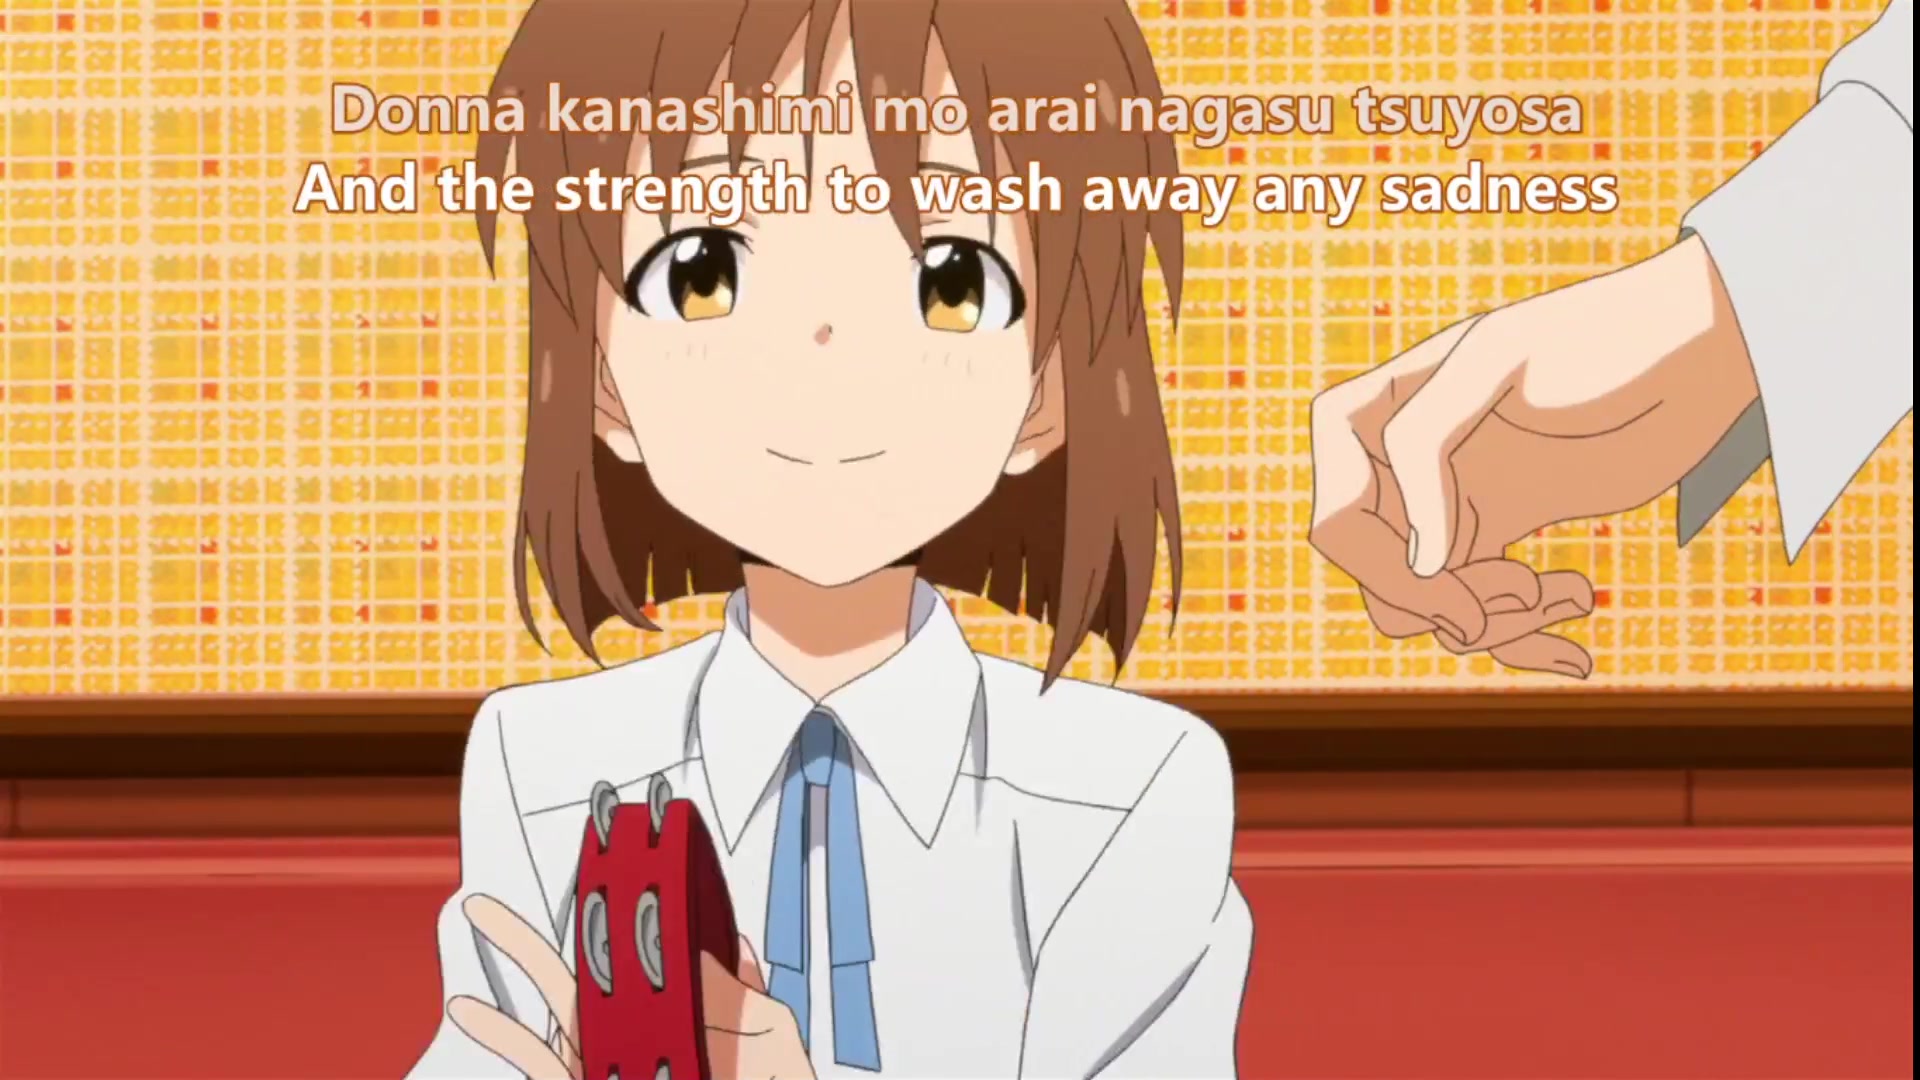 Donna kanashimi mo arai nagasu tsuyosa
And the strength to wash away any sadness